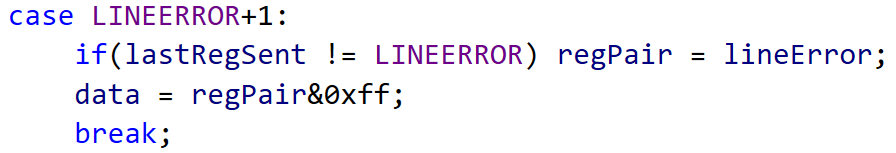 case LINEERROR+1:
    if(lastRegSent != LINEERROR) regPair = lineError;
    data = regPair&0xff;
    break;